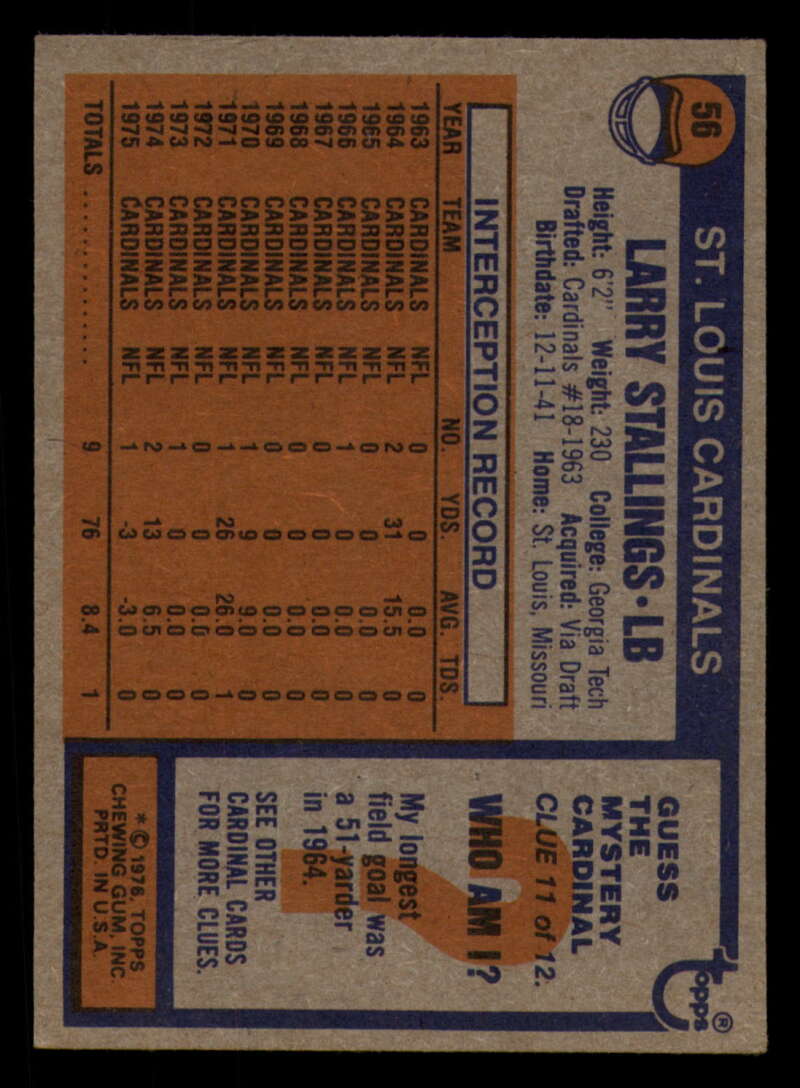 56
ST. LOUIS CARDINALS
LARRY STALLINGS•LB
Height: 6'2" Weight: 230 College: Georgia Tech
Drafted: Cardinals #18-1963 Acquired: Via Draft
Birthdate: 12-11-41 Home: St. Louis, Missouri
INTERCEPTION RECORD
YEAR TEAM NO. YDS. AVG. TDS.
1963 CARDINALS NFL 0 0 0.0 0
1964 CARDINALS NFL 2 31 15.5 0
1965 CARDINALS NFL 0 0 0.0 0
1966 CARDINALS NFL 1 0 0.0 0
1967 CARDINALS NFL 0 0 0.0 0
1968 CARDINALS NFL 0 0 0.0 0
1969 CARDINALS NFL 0 0 0.0 0
1970 CARDINALS NFL 1 9 9.0 0
1971 CARDINALS NFL 1 26 26.0 1
1972 CARDINALS NFL 0 0 0.0 0
1973 CARDINALS NFL 1 0 0.0 0
1974 CARDINALS NFL 2 13 6.5 0
1975 CARDINALS NFL 1 -3 -3.0 0
TOTALS .............. 9 76 8.4 1
topps®
GUESS
THE
MYSTERY
CARDINAL
CLUE 11 of 12.
?
WHO AM I?
My longest
field goal was
a 51-yarder
in 1964.
SEE OTHER
CARDINAL CARDS
FOR MORE CLUES.
* © 1976, TOPPS
CHEWING GUM, INC.
PRTD. IN U.S.A.